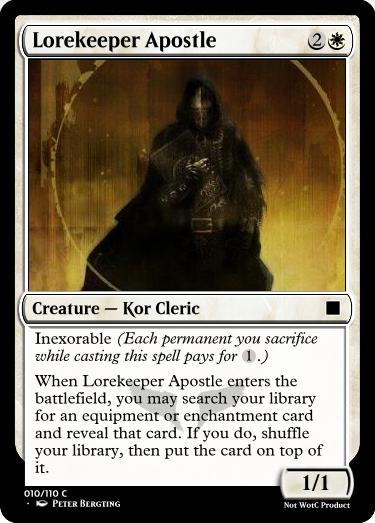 Lorekeeper Apostle 2
Creature — Kor Cleric
Inexorable (Each permanent you sacrifice
while casting this spell pays for 1.)
When Lorekeeper Apostle enters the
battlefield, you may search your library
for an equipment or enchantment card
and reveal that card. If you do, shuffle
your library, then put the card on top of
it.
1/1
010/110 C
· Peter Bergting
Not WotC Product